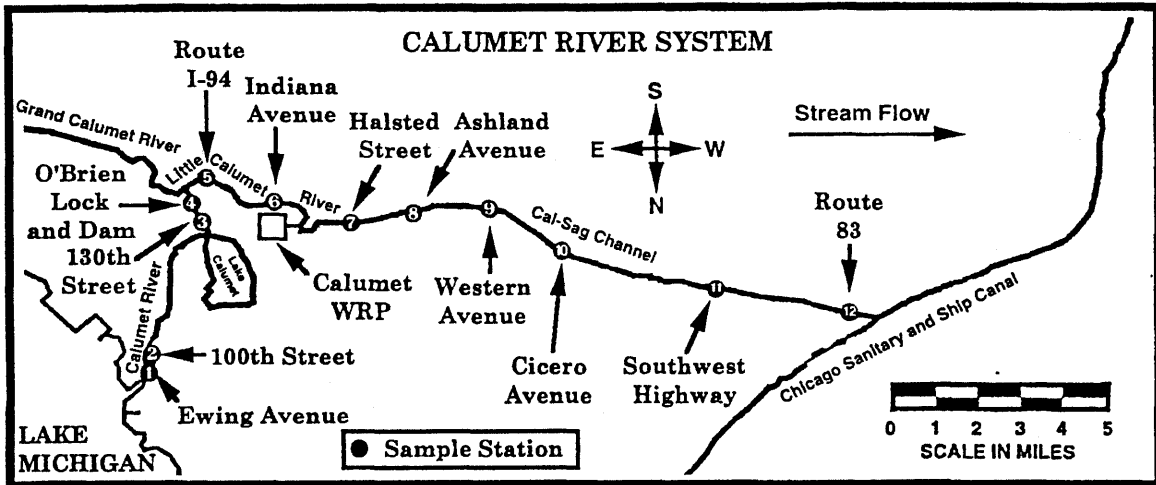 CALUMET RIVER SYSTEM
Route
I-94
Indiana
Avenue
Halsted
Street
Ashland
Avenue
S
E
W
N
Stream Flow
Grand Calumet River
Little Calumet River
O'Brien
Lock
and Dam
130th
Street
Lake
Calumet
Calumet
WRP
Western
Avenue
Cal-Sag Channel
Route
83
Calumet River
100th Street
Ewing Avenue
Cicero
Avenue
Southwest
Highway
Chicago Sanitary and Ship Canal
1
2
3
4
5
6
7
8
9
10
11
12
LAKE
MICHIGAN
Sample Station
0 1 2 3 4 5
SCALE IN MILES